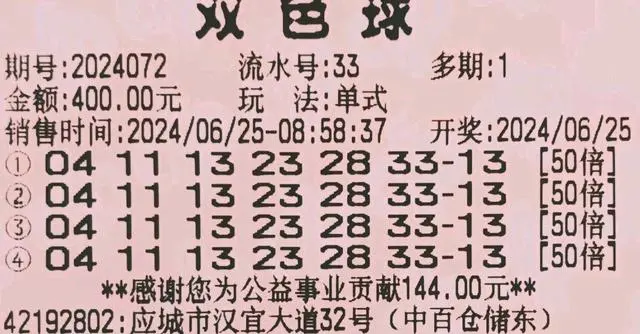 双色球
期号:2024072 流水号:33 多期:1
金额:400.00元 玩 法:单式
销售时间:2024/06/25-08:58:37 开奖:2024/06/25
① 04 11 13 23 28 33-13 [50倍]
② 04 11 13 23 28 33-13 [50倍]
③ 04 11 13 23 28 33-13 [50倍]
④ 04 11 13 23 28 33-13 [50倍]
**感谢您为公益事业贡献144.00元**
42192802:应城市汉宜大道32号(中百仓储东)